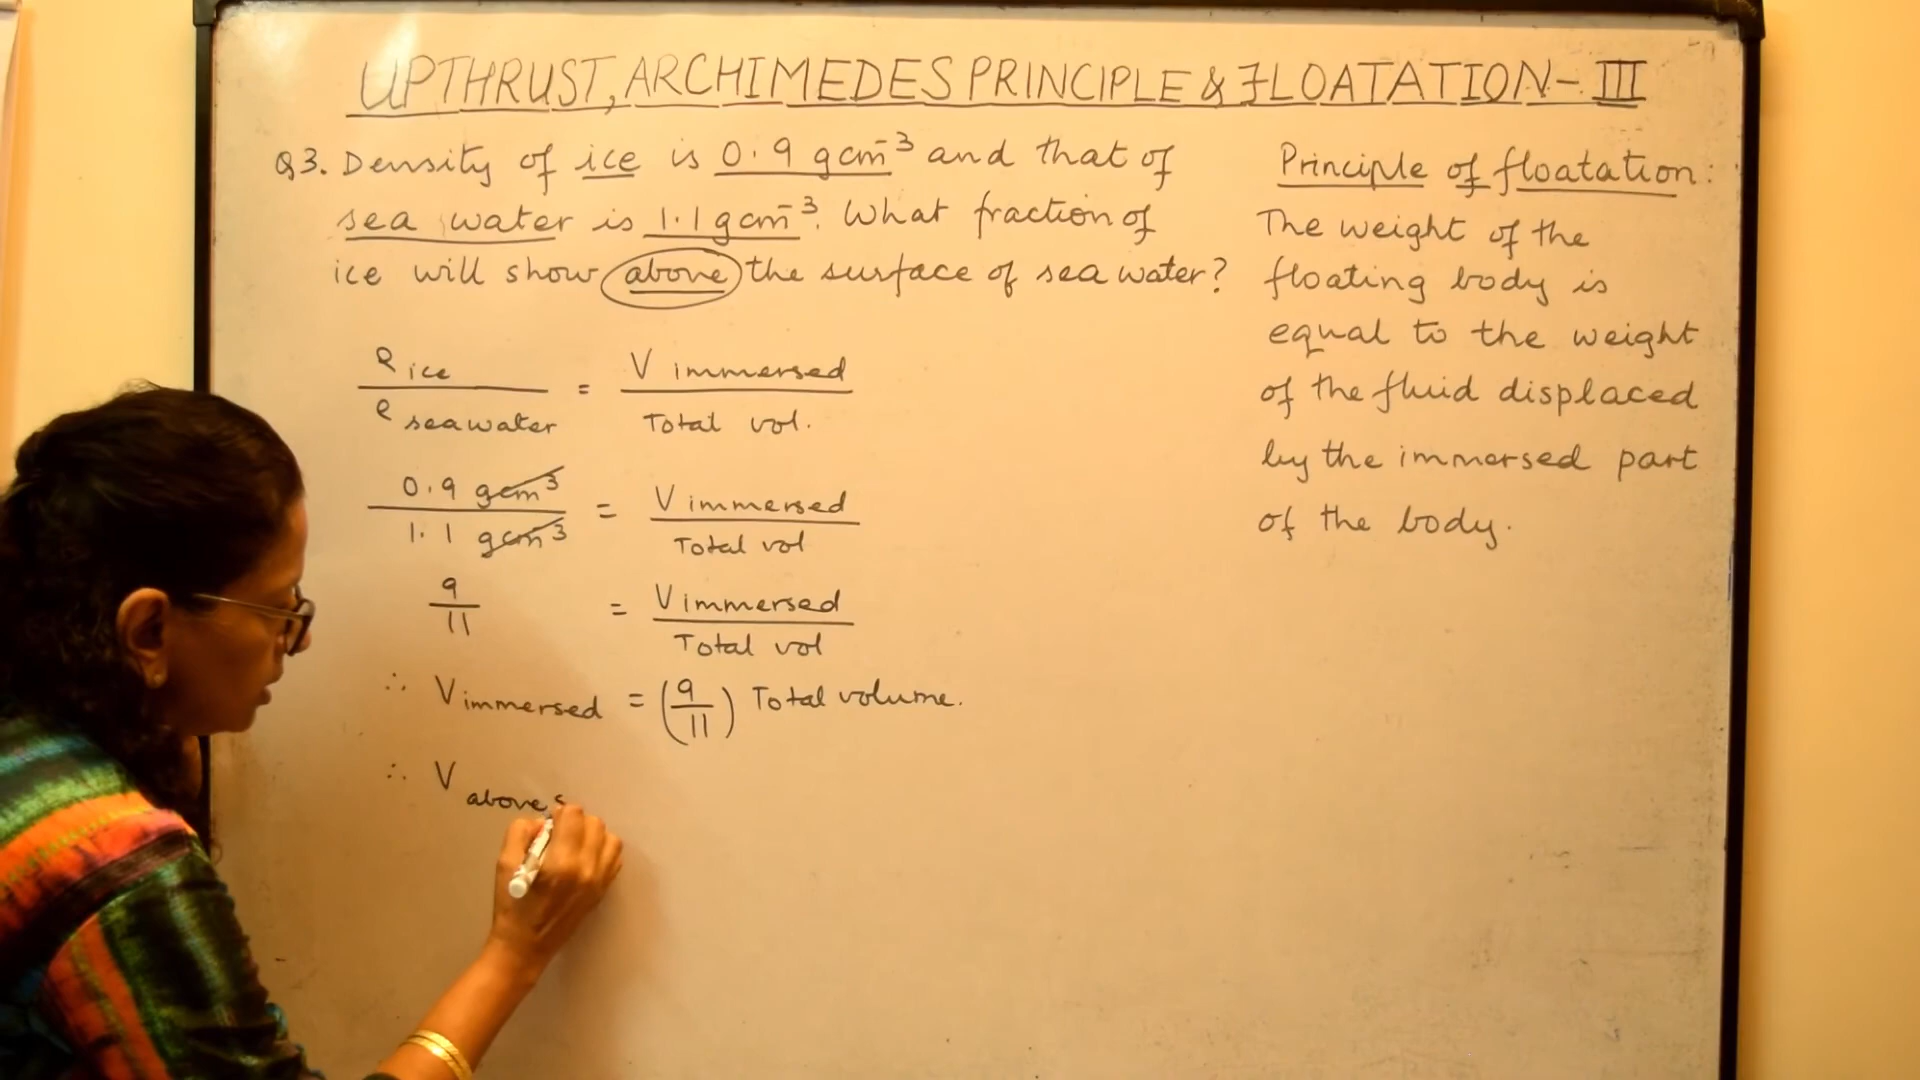 UPTHRUST, ARCHIMEDES PRINCIPLE & FLOATATION - III
Q3. Density of ice is 0.9 gcm⁻³ and that of
sea water is 1.1 gcm⁻³. What fraction of
ice will show above the surface of sea water?
ρ ice / ρ seawater = V immersed / Total vol.
0.9 gcm⁻³ / 1.1 gcm⁻³ = V immersed / Total vol
9/11 = V immersed / Total vol
∴ V immersed = (9/11) Total volume.
∴ V above s
Principle of floatation:
The weight of the
floating body is
equal to the weight
of the fluid displaced
by the immersed part
of the body.